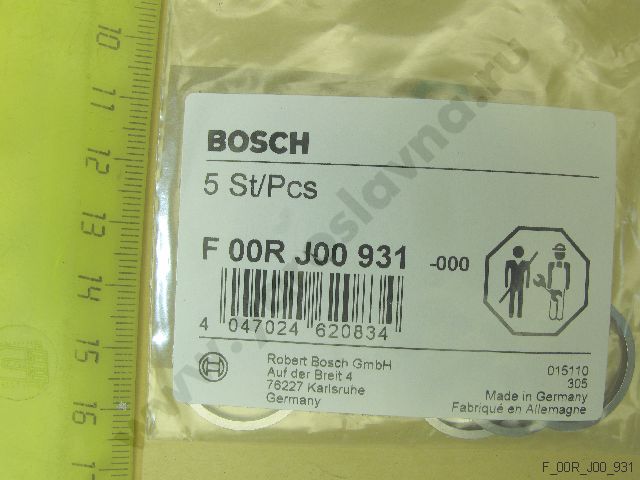 BOSCH
5 St/Pcs
F 00R J00 931 -000
4 047024 620834
Robert Bosch GmbH
Auf der Breit 4
76227 Karlsruhe
Germany
015110
305
Made in Germany
Fabriqué en Allemagne
10
11
12
13
14
15
16
F_00R_J00_931